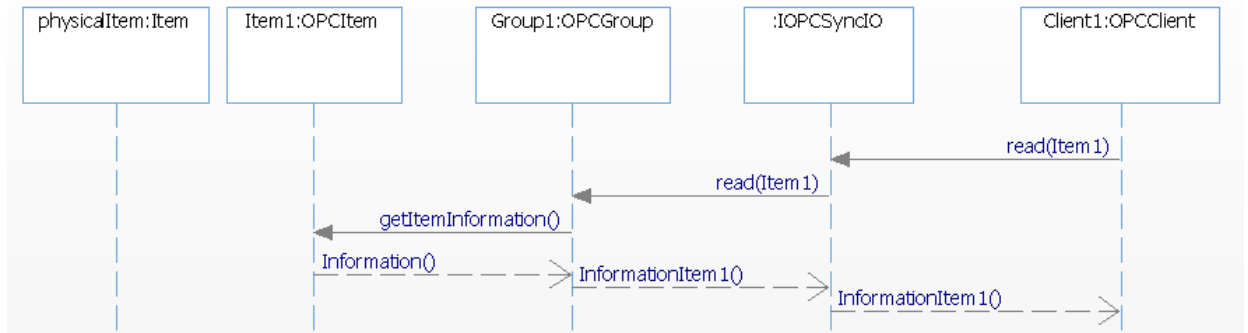 physicalItem:Item
Item1:OPCItem
Group1:OPCGroup
:IOPCSyncIO
Client1:OPCClient
read(Item1)
read(Item1)
getItemInformation()
Information()
InformationItem1()
InformationItem1()